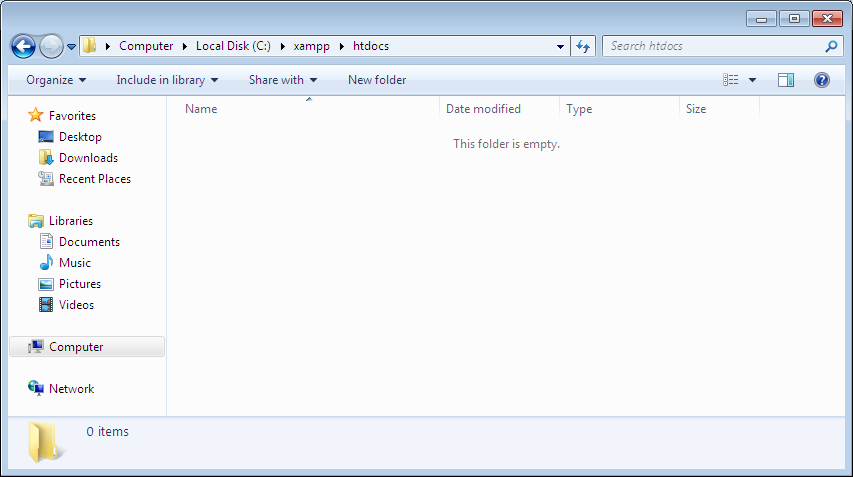 Computer Local Disk (C:) xampp htdocs Search htdocs
Organize Include in library Share with New folder
Name Date modified Type Size
This folder is empty.
Favorites
Desktop
Downloads
Recent Places
Libraries
Documents
Music
Pictures
Videos
Computer
Network
0 items